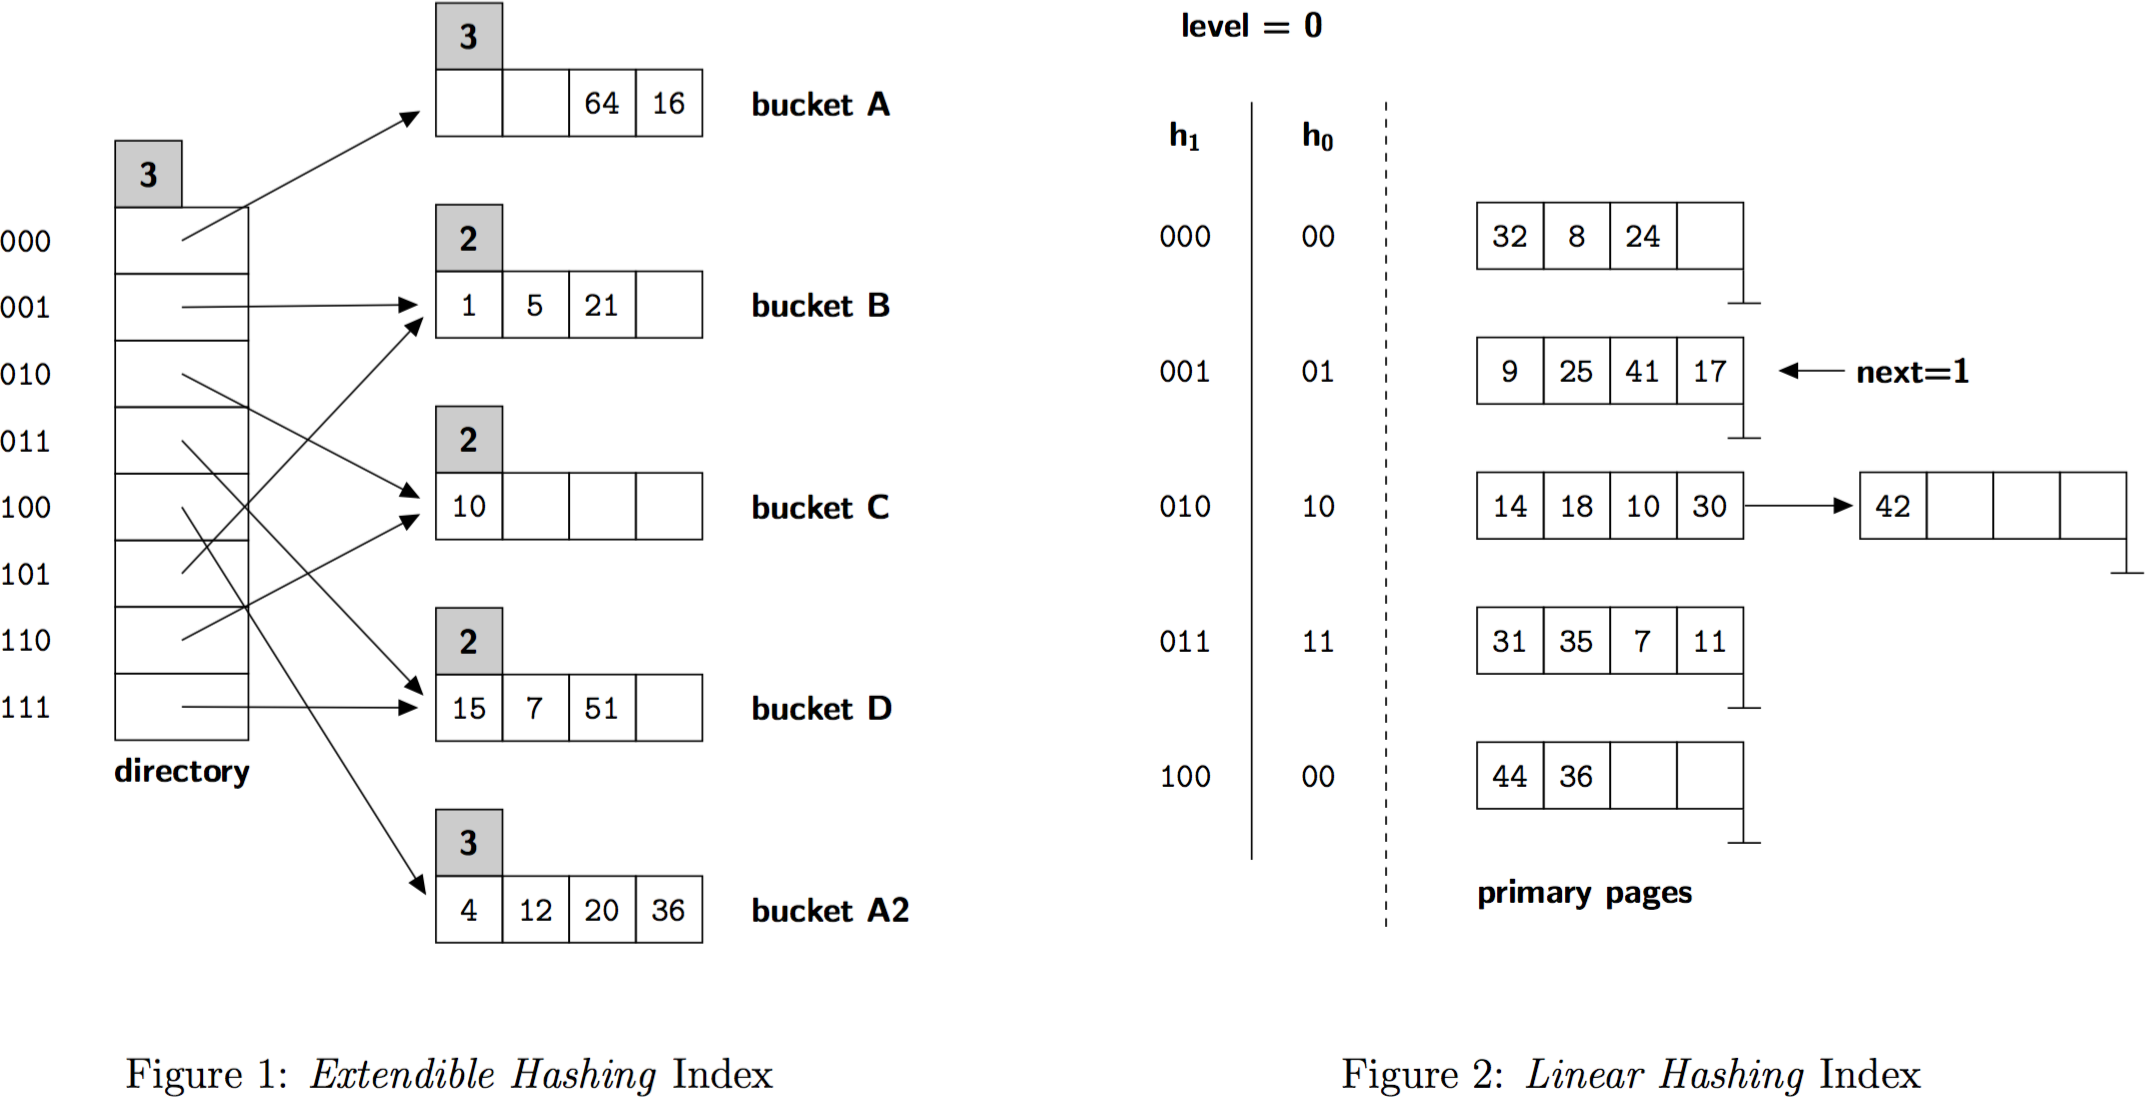 3
64 16 bucket A
3
000
001
010
011
100
101
110
111
directory
2
1 5 21 bucket B
2
10 bucket C
2
15 7 51 bucket D
3
4 12 20 36 bucket A2
Figure 1: Extendible Hashing Index
level = 0
h1 h0
000 00 32 8 24
001 01 9 25 41 17 next=1
010 10 14 18 10 30 42
011 11 31 35 7 11
100 00 44 36
primary pages
Figure 2: Linear Hashing Index